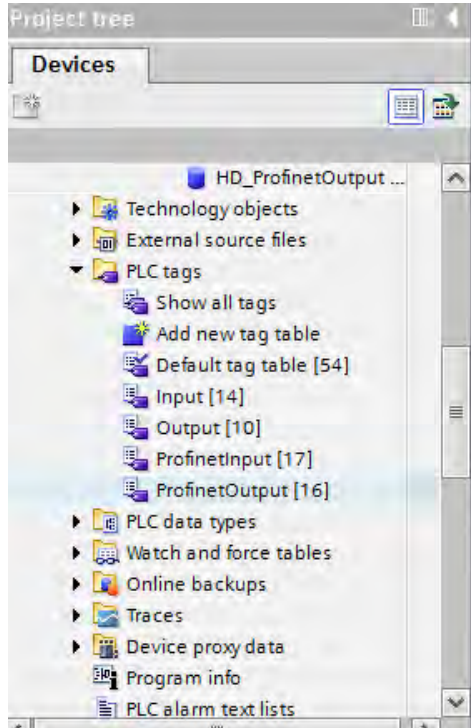 Project tree
Devices
HD_ProfinetOutput ...
Technology objects
External source files
PLC tags
Show all tags
Add new tag table
Default tag table [54]
Input [14]
Output [10]
ProfinetInput [17]
ProfinetOutput [16]
PLC data types
Watch and force tables
Online backups
Traces
Device proxy data
Program info
PLC alarm text lists